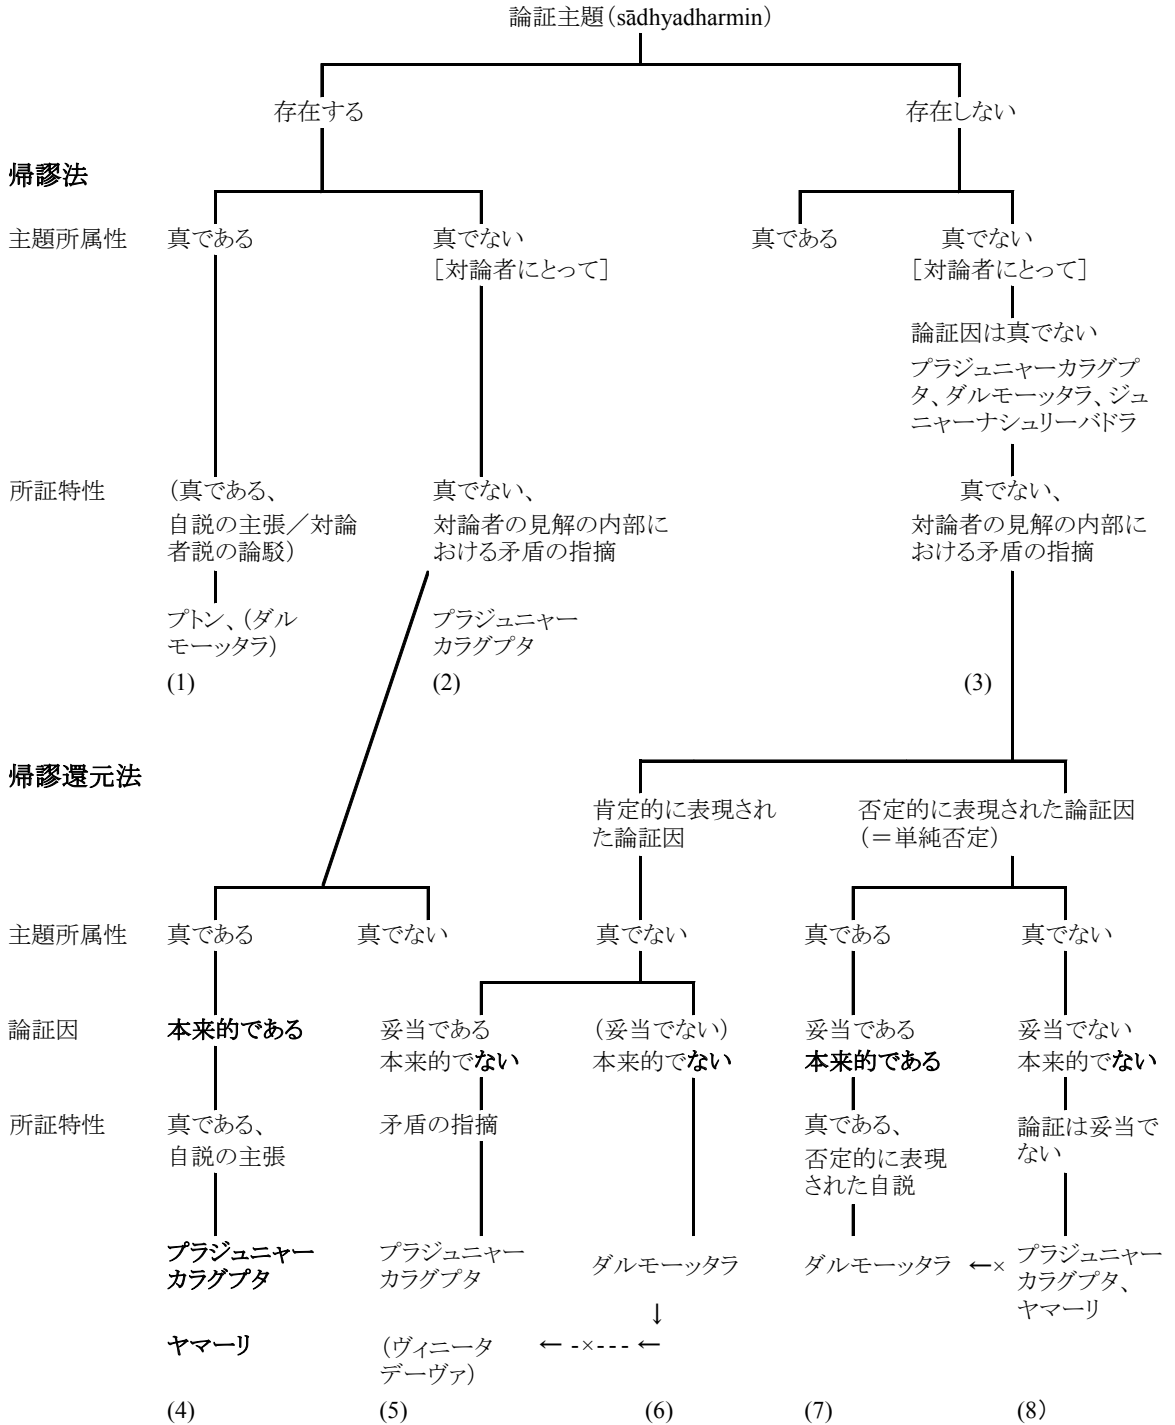 論証主題(sādhyadharmin)
存在する 存在しない
帰謬法
主題所属性 真である 真でない 真である 真でない
[対論者にとって] [対論者にとって]
論証因は真でない
プラジュニャーカラグプ
タ、ダルモーッタラ、ジュ
ニャーナシュリーバドラ
所証特性 (真である、 真でない、 真でない、
自説の主張／対論 対論者の見解の内部に 対論者の見解の内部に
者説の論駁) おける矛盾の指摘 おける矛盾の指摘
プトン、(ダル プラジュニャー
モーッタラ) カラグプタ
(1) (2) (3)
帰謬還元法
肯定的に表現され 否定的に表現された論証因
た論証因 (＝単純否定)
主題所属性 真である 真でない 真でない 真である 真でない
論証因 本来的である 妥当である (妥当でない) 妥当である 妥当でない
本来的でない 本来的でない 本来的である 本来的でない
所証特性 真である、 矛盾の指摘 真である、 論証は妥当で
自説の主張 否定的に表現 ない
された自説
プラジュニャー プラジュニャー ダルモーッタラ ダルモーッタラ ←× プラジュニャー
カラグプタ カラグプタ カラグプタ、
ヤマーリ
↓
ヤマーリ (ヴィニータ ← -×--- ←
デーヴァ)
(4) (5) (6) (7) (8)